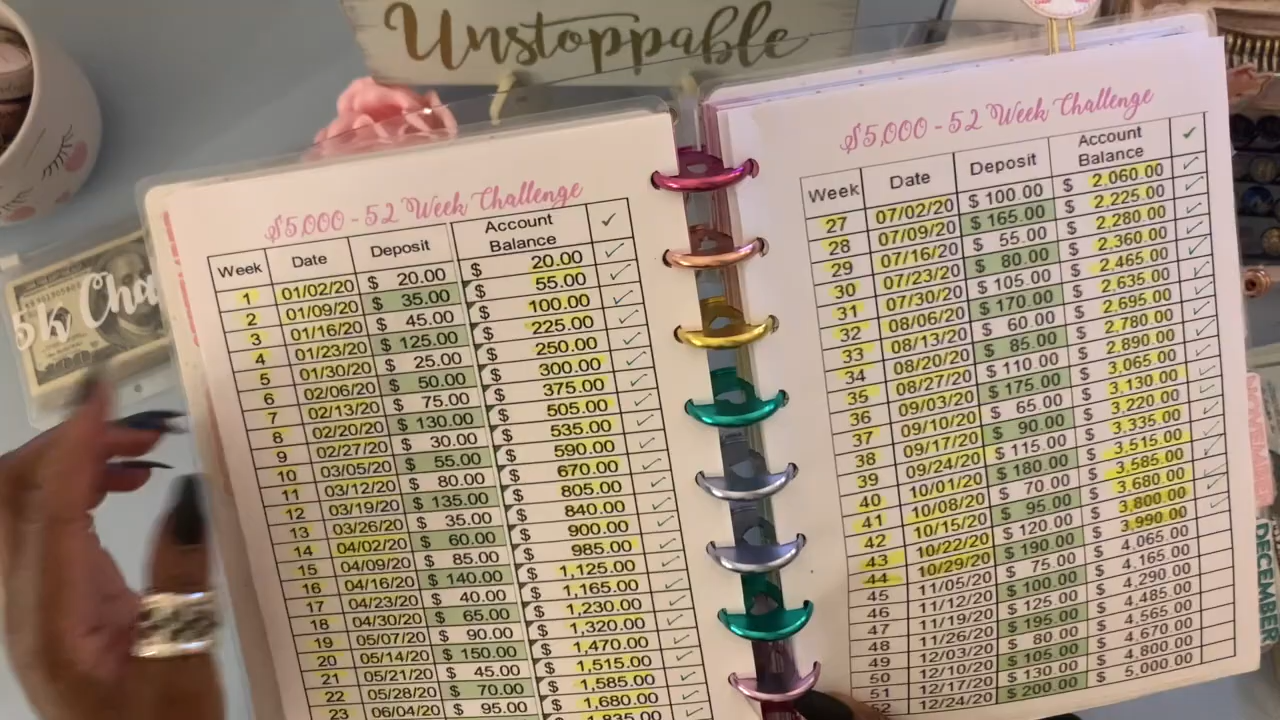 Unstoppable
5k Cha
$5,000 - 52 Week Challenge
Week Date Deposit Account Balance ✓
1 01/02/20 $ 20.00 $ 20.00 ✓
2 01/09/20 $ 35.00 $ 55.00 ✓
3 01/16/20 $ 45.00 $ 100.00 ✓
4 01/23/20 $ 125.00 $ 225.00 ✓
5 01/30/20 $ 25.00 $ 250.00 ✓
6 02/06/20 $ 50.00 $ 300.00 ✓
7 02/13/20 $ 75.00 $ 375.00 ✓
8 02/20/20 $ 130.00 $ 505.00 ✓
9 02/27/20 $ 30.00 $ 535.00 ✓
10 03/05/20 $ 55.00 $ 590.00 ✓
11 03/12/20 $ 80.00 $ 670.00 ✓
12 03/19/20 $ 135.00 $ 805.00 ✓
13 03/26/20 $ 35.00 $ 840.00 ✓
14 04/02/20 $ 60.00 $ 900.00 ✓
15 04/09/20 $ 85.00 $ 985.00 ✓
16 04/16/20 $ 140.00 $ 1,125.00 ✓
17 04/23/20 $ 40.00 $ 1,165.00 ✓
18 04/30/20 $ 65.00 $ 1,230.00 ✓
19 05/07/20 $ 90.00 $ 1,320.00 ✓
20 05/14/20 $ 150.00 $ 1,470.00 ✓
21 05/21/20 $ 45.00 $ 1,515.00 ✓
22 05/28/20 $ 70.00 $ 1,585.00 ✓
23 06/04/20 $ 95.00 $ 1,680.00 ✓
1,835.00
$5,000 - 52 Week Challenge
Week Date Deposit Account Balance ✓
27 07/02/20 $ 100.00 $ 2,060.00 ✓
28 07/09/20 $ 165.00 $ 2,225.00 ✓
29 07/16/20 $ 55.00 $ 2,280.00 ✓
30 07/23/20 $ 80.00 $ 2,360.00 ✓
31 07/30/20 $ 105.00 $ 2,465.00 ✓
32 08/06/20 $ 170.00 $ 2,635.00 ✓
33 08/13/20 $ 60.00 $ 2,695.00 ✓
34 08/20/20 $ 85.00 $ 2,780.00 ✓
35 08/27/20 $ 110.00 $ 2,890.00 ✓
36 09/03/20 $ 175.00 $ 3,065.00 ✓
37 09/10/20 $ 65.00 $ 3,130.00 ✓
38 09/17/20 $ 90.00 $ 3,220.00 ✓
39 09/24/20 $ 115.00 $ 3,335.00 ✓
40 10/01/20 $ 180.00 $ 3,515.00 ✓
41 10/08/20 $ 70.00 $ 3,585.00 ✓
42 10/15/20 $ 95.00 $ 3,680.00 ✓
43 10/22/20 $ 120.00 $ 3,800.00 ✓
44 10/29/20 $ 190.00 $ 3,990.00 ✓
45 11/05/20 $ 75.00 $ 4,065.00
46 11/12/20 $ 100.00 $ 4,165.00
47 11/19/20 $ 125.00 $ 4,290.00
48 11/26/20 $ 195.00 $ 4,485.00
49 12/03/20 $ 80.00 $ 4,565.00
50 12/10/20 $ 105.00 $ 4,670.00
51 12/17/20 $ 130.00 $ 4,800.00
52 12/24/20 $ 200.00 $ 5,000.00
NOVEMBER
DECEMBER